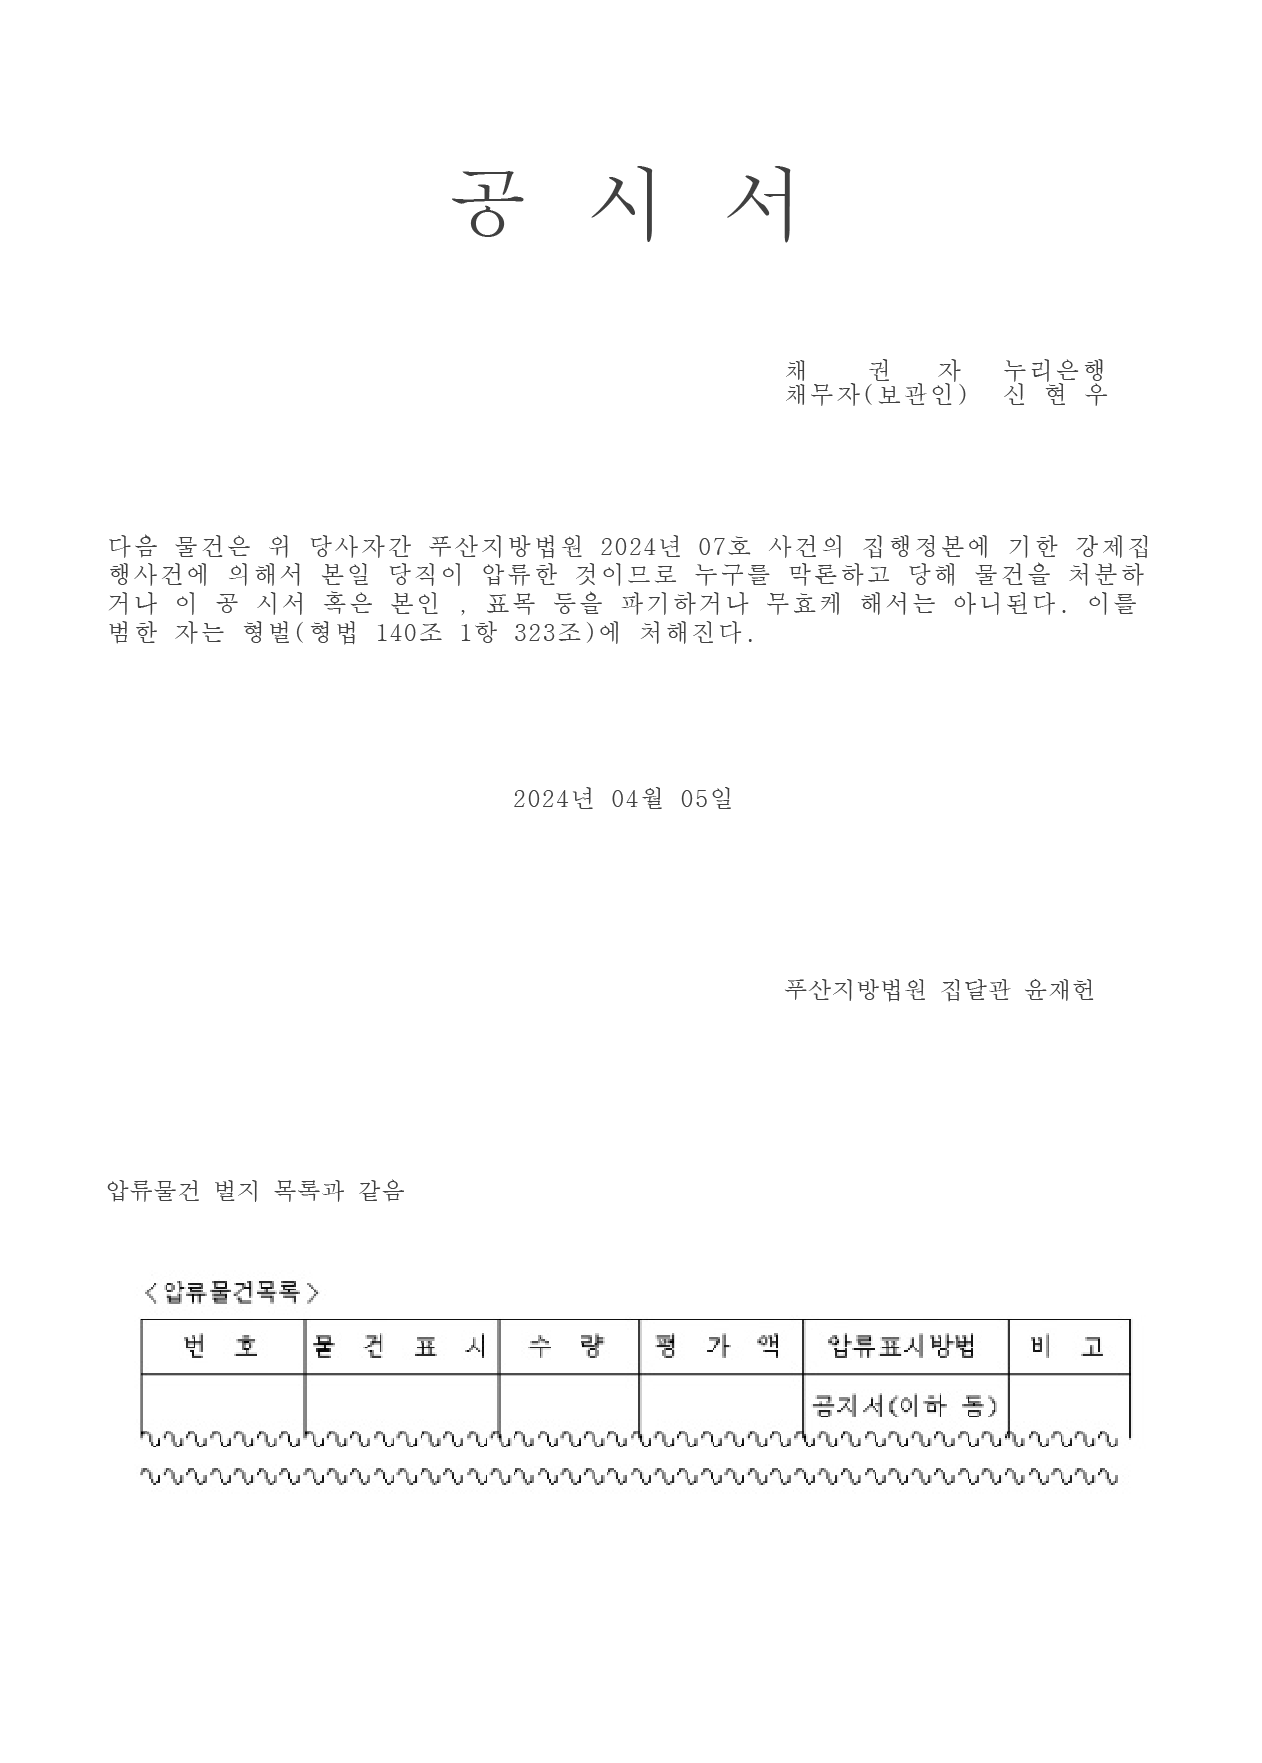 공 시 서
채 권 자 누리은행
채무자(보관인) 신 현 우
다음 물건은 위 당사자간 푸산지방법원 2024년 07호 사건의 집행정본에 기한 강제집
행사건에 의해서 본일 당직이 압류한 것이므로 누구를 막론하고 당해 물건을 처분하
거나 이 공 시서 혹은 본인 , 표목 등을 파기하거나 무효케 해서는 아니된다. 이를
범한 자는 형벌(형법 140조 1항 323조)에 처해진다.
2024년 04월 05일
푸산지방법원 집달관 윤재헌
압류물건 별지 목록과 같음
<압류물건목록>
번 호 물 건 표 시 수 량 평 가 액 압류표시방법 비 고
공지서(이하 동)